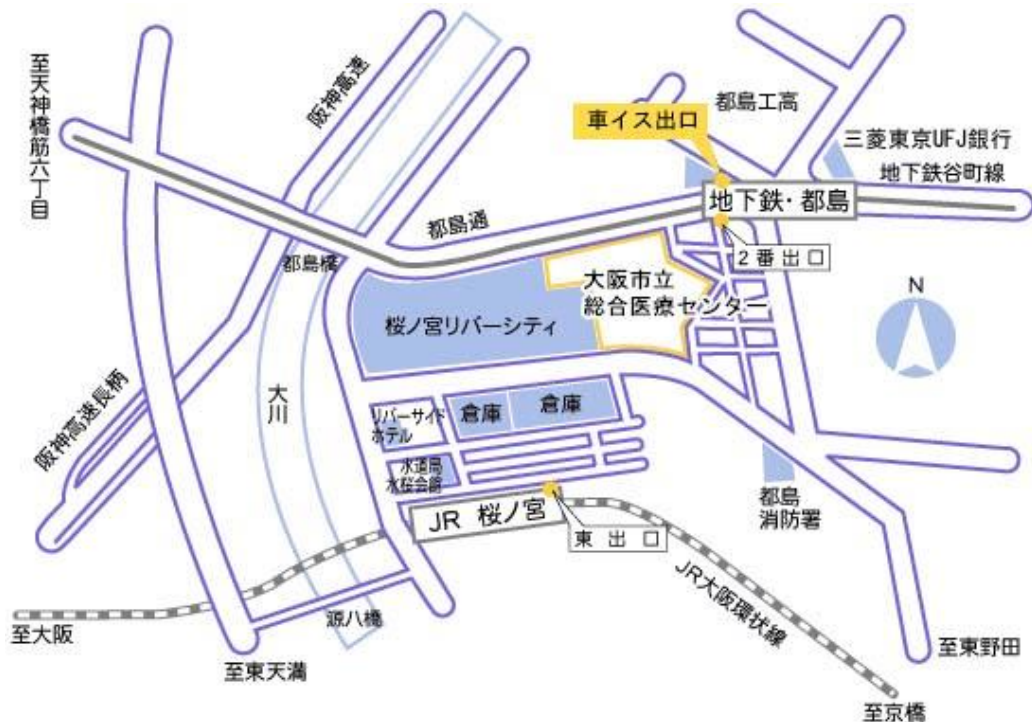 至天神橋筋六丁目
阪神高速
都島工高
車イス出口
三菱東京UFJ銀行
地下鉄谷町線
地下鉄・都島
都島通
2番出口
都島橋
大阪市立
総合医療センター
N
桜ノ宮リバーシティ
大川
阪神高速長柄
リバーサイド
ホテル
倉庫
倉庫
水道局
水桜会館
都島
消防署
JR 桜ノ宮
東出口
JR大阪環状線
源八橋
至大阪
至東天満
至東野田
至京橋